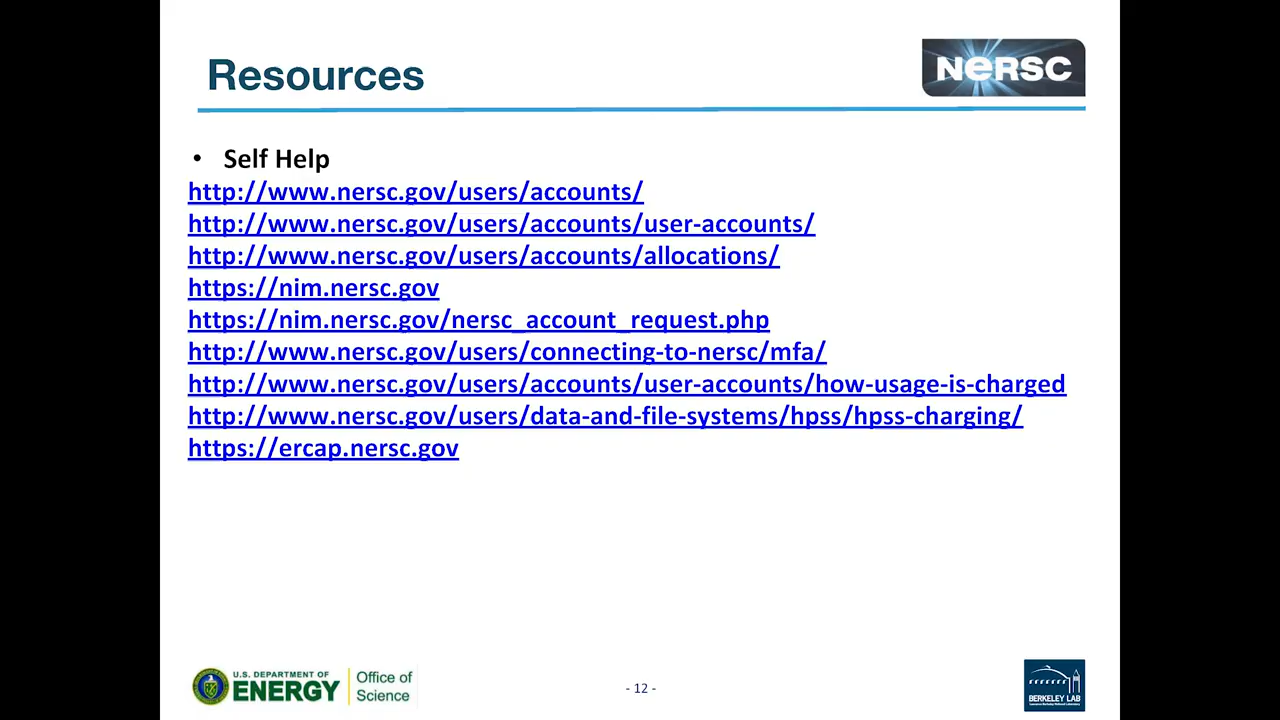 Resources
NERSC
• Self Help
http://www.nersc.gov/users/accounts/
http://www.nersc.gov/users/accounts/user-accounts/
http://www.nersc.gov/users/accounts/allocations/
https://nim.nersc.gov
https://nim.nersc.gov/nersc_account_request.php
http://www.nersc.gov/users/connecting-to-nersc/mfa/
http://www.nersc.gov/users/accounts/user-accounts/how-usage-is-charged
http://www.nersc.gov/users/data-and-file-systems/hpss/hpss-charging/
https://ercap.nersc.gov
U.S. DEPARTMENT OF
ENERGY
Office of
Science
- 12 -
BERKELEY LAB